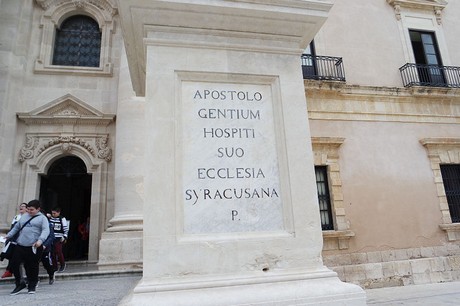 APOSTOLO
GENTIUM
HOSPITI
SUO
ECCLESIA
SYRACUSANA
P.